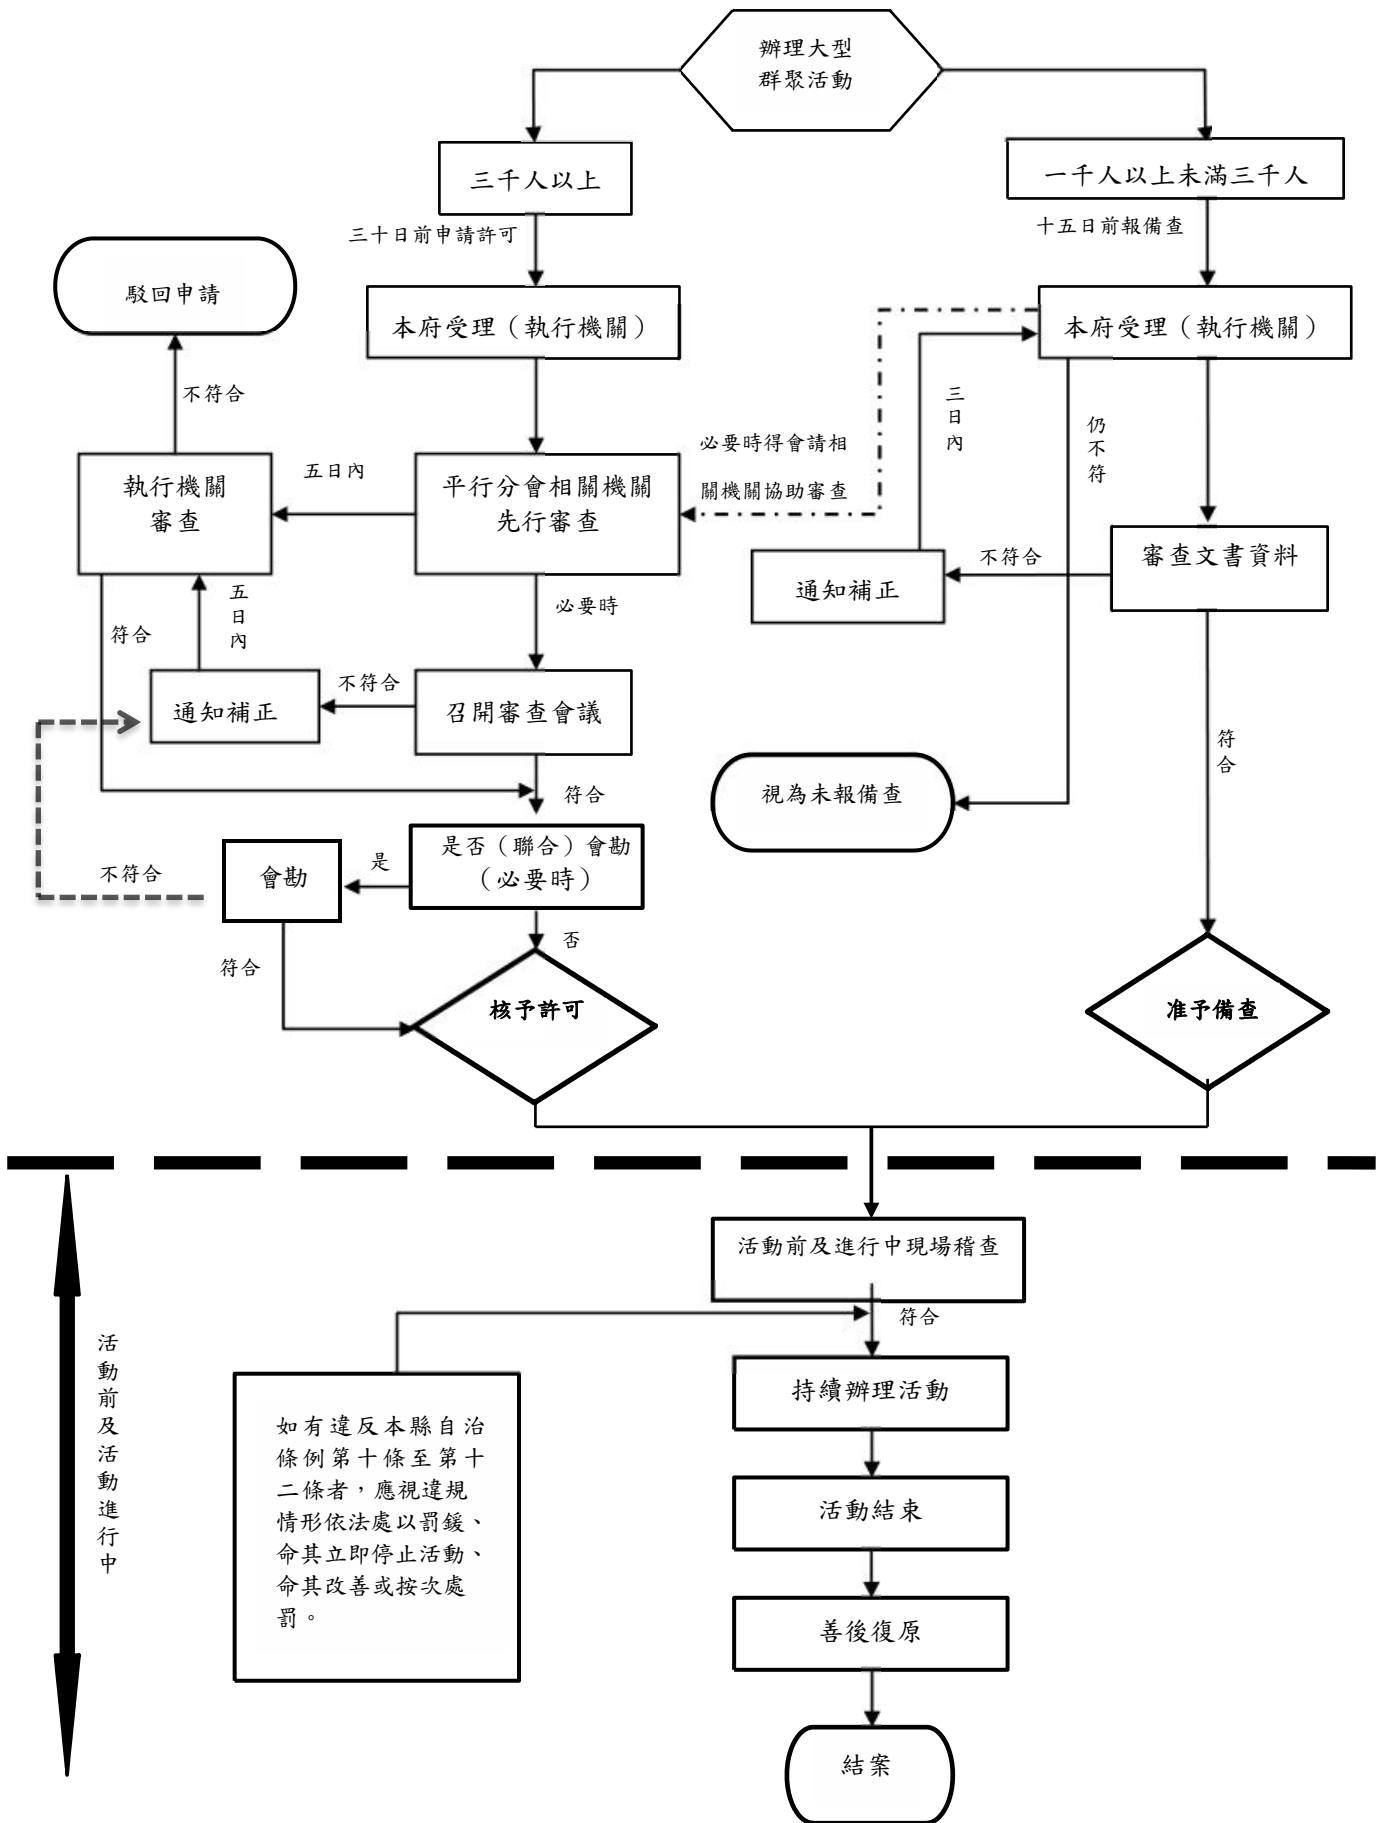 辦理大型
群聚活動
三千人以上
一千人以上未滿三千人
三十日前申請許可
十五日前報備查
駁回申請
本府受理（執行機關）
本府受理（執行機關）
不符合
三日內
仍不符
必要時得會請相
關機關協助審查
執行機關
審查
五日內
平行分會相關機關
先行審查
審查文書資料
不符合
通知補正
五日內
必要時
符合
通知補正
不符合
召開審查會議
符合
符合
視為未報備查
是否（聯合）會勘
（必要時）
是
會勘
不符合
否
符合
核予許可
准予備查
活動前及進行中現場稽查
符合
活動前及活動進行中
持續辦理活動
如有違反本縣自治
條例第十條至第十
二條者，應視違規
情形依法處以罰鍰、
命其立即停止活動、
命其改善或按次處
罰。
活動結束
善後復原
結案